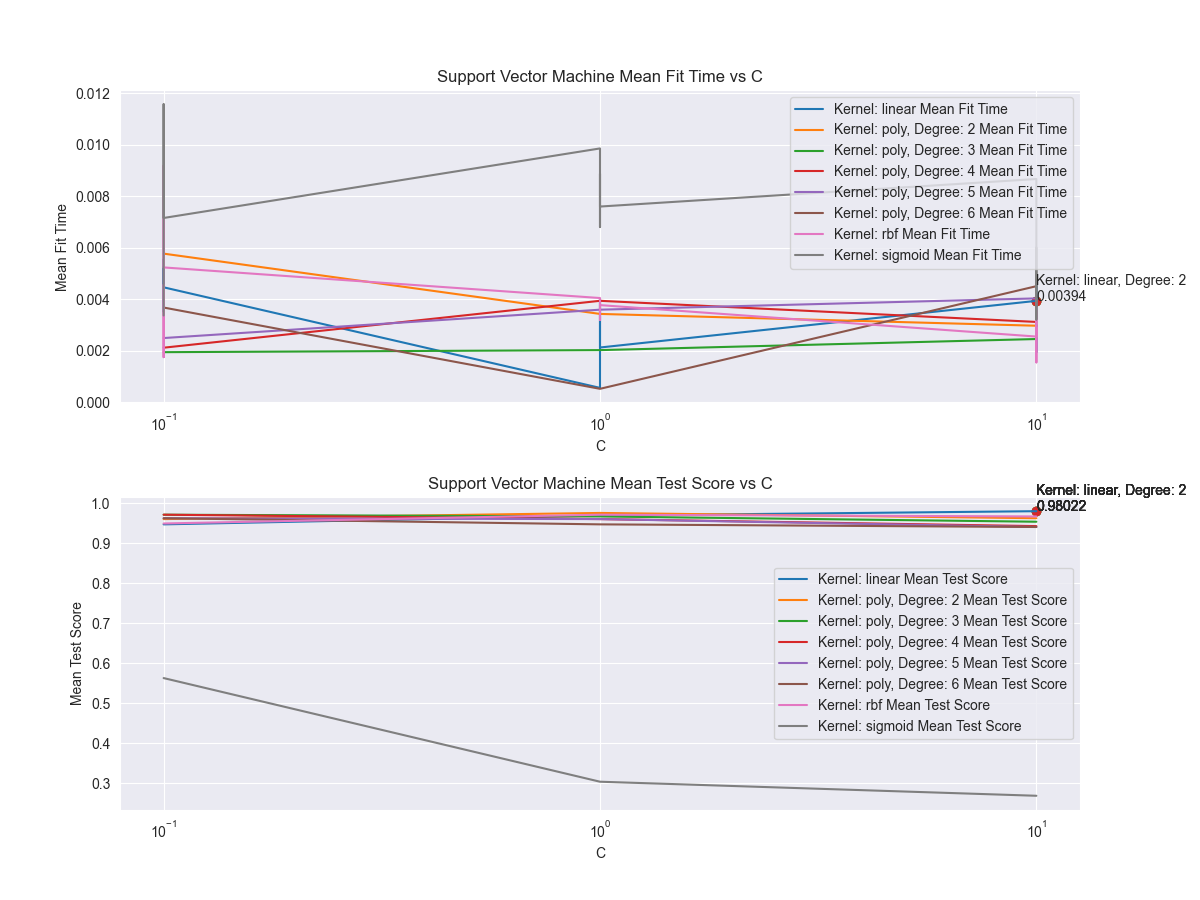 Support Vector Machine Mean Fit Time vs C
0.012
0.010
0.008
0.006
0.004
0.002
0.000
Mean Fit Time
Kernel: linear Mean Fit Time
Kernel: poly, Degree: 2 Mean Fit Time
Kernel: poly, Degree: 3 Mean Fit Time
Kernel: poly, Degree: 4 Mean Fit Time
Kernel: poly, Degree: 5 Mean Fit Time
Kernel: poly, Degree: 6 Mean Fit Time
Kernel: rbf Mean Fit Time
Kernel: sigmoid Mean Fit Time
Kernel: linear, Degree: 2
0.00394
10⁻¹ 10⁰ 10¹
C
Support Vector Machine Mean Test Score vs C
Kernel: linear, Degree: 2
0.98022
1.0
0.9
0.8
0.7
0.6
0.5
0.4
0.3
Mean Test Score
Kernel: linear Mean Test Score
Kernel: poly, Degree: 2 Mean Test Score
Kernel: poly, Degree: 3 Mean Test Score
Kernel: poly, Degree: 4 Mean Test Score
Kernel: poly, Degree: 5 Mean Test Score
Kernel: poly, Degree: 6 Mean Test Score
Kernel: rbf Mean Test Score
Kernel: sigmoid Mean Test Score
10⁻¹ 10⁰ 10¹
C